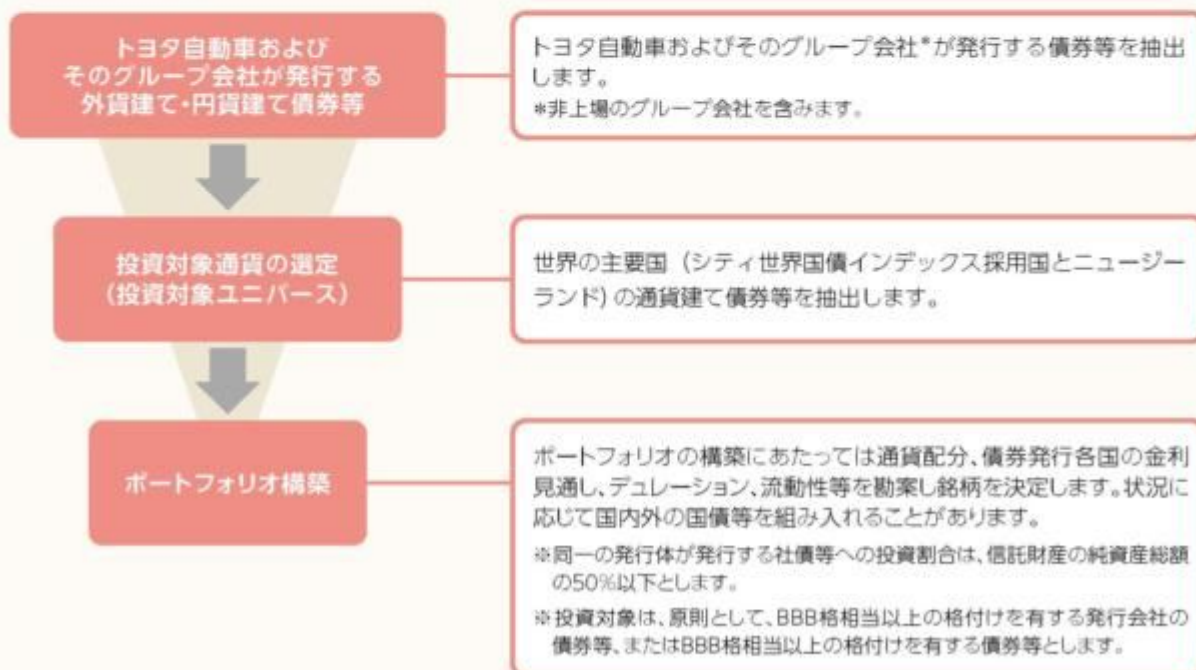 トヨタ自動車および
そのグループ会社が発行する
外貨建て・円貨建て債券等
トヨタ自動車およびそのグループ会社*が発行する債券等を抽出
します。
*非上場のグループ会社を含みます。
投資対象通貨の選定
(投資対象ユニバース)
世界の主要国（シティ世界国債インデックス採用国とニュージー
ランド)の通貨建て債券等を抽出します。
ポートフォリオ構築
ポートフォリオの構築にあたっては通貨配分、債券発行各国の金利
見通し、デュレーション、流動性等を勘案し銘柄を決定します。状況に
応じて国内外の国債等を組み入れることがあります。
※同一の発行体が発行する社債等への投資割合は、信託財産の純資産総額
の50%以下とします。
※投資対象は、原則として、BBB格相当以上の格付けを有する発行会社の
債券等、またはBBB格相当以上の格付けを有する債券等とします。